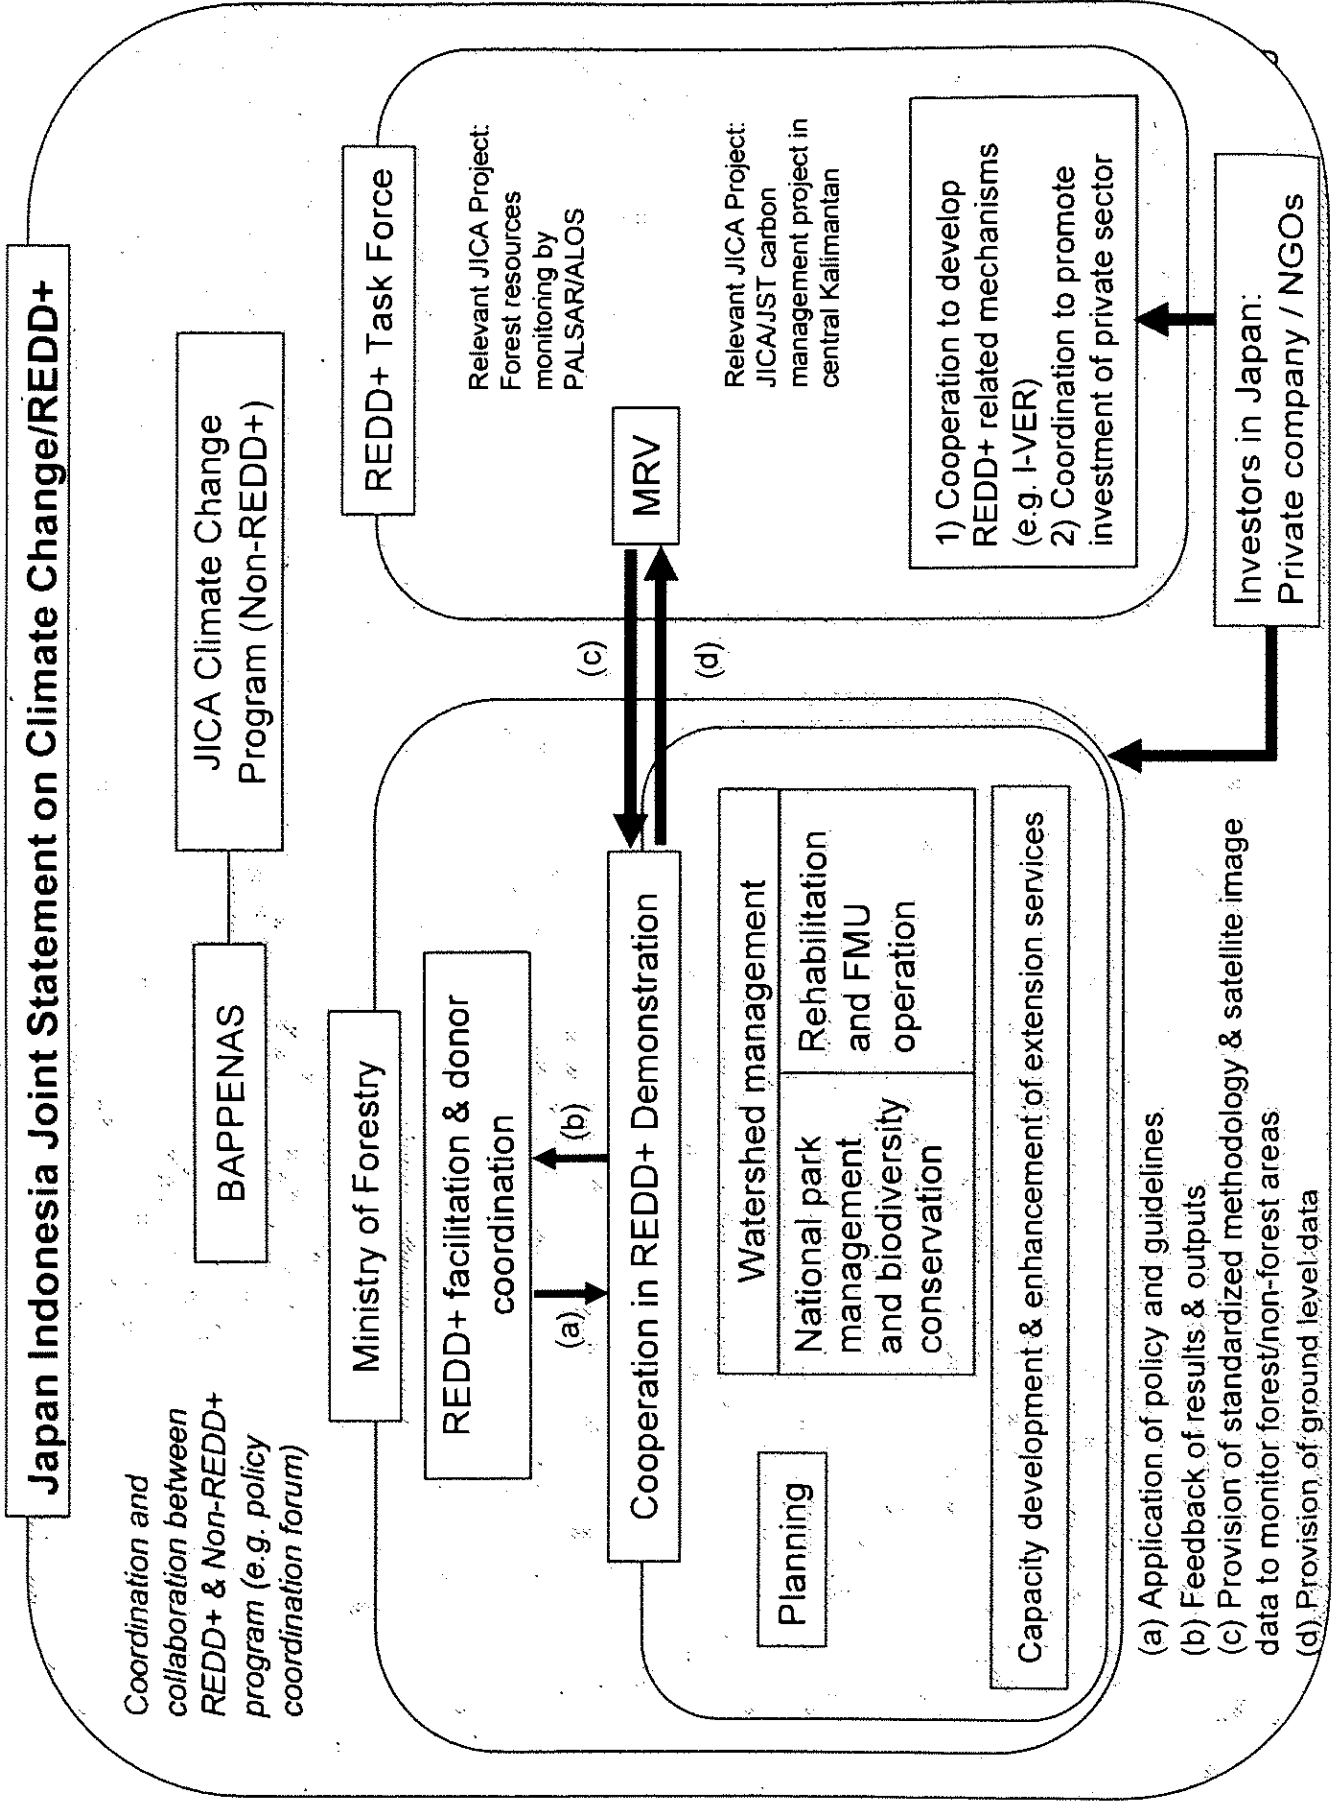 Japan Indonesia Joint Statement on Climate Change/REDD+
Coordination and
collaboration between
REDD+ & Non-REDD+
program (e.g. policy
coordination forum)
BAPPENAS
JICA Climate Change
Program (Non-REDD+)
Ministry of Forestry
REDD+ facilitation & donor
coordination
(a)
(b)
Cooperation in REDD+ Demonstration
Planning
Watershed management
National park
management
and biodiversity
conservation
Rehabilitation
and FMU
operation
Capacity development & enhancement of extension services
(c)
(d)
REDD+ Task Force
Relevant JICA Project:
Forest resources
monitoring by
PALSAR/ALOS
MRV
Relevant JICA Project:
JICA/JST carbon
management project in
central Kalimantan
1) Cooperation to develop
REDD+ related mechanisms
(e.g. I-VER)
2) Coordination to promote
investment of private sector
Investors in Japan:
Private company / NGOs
(a) Application of policy and guidelines
(b) Feedback of results & outputs
(c) Provision of standardized methodology & satellite image
data to monitor forest/non-forest areas
(d) Provision of ground level data